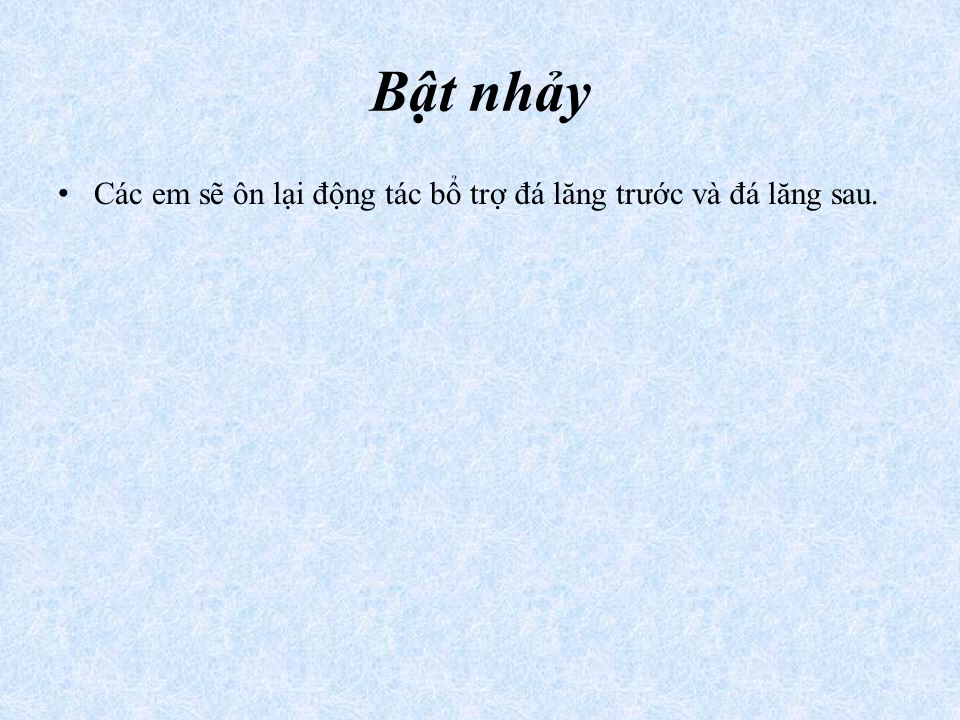 Bật nhảy
• Các em sẽ ôn lại động tác bổ trợ đá lăng trước và đá lăng sau.